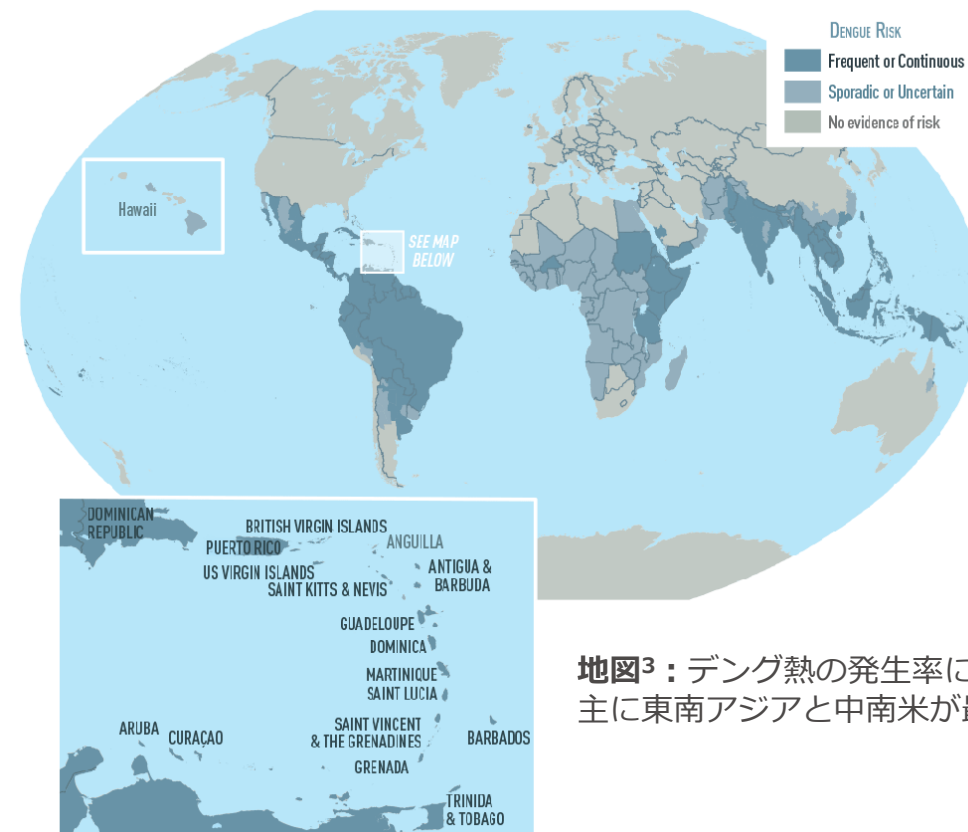 DENGUE RISK
Frequent or Continuous
Sporadic or Uncertain
No evidence of risk
Hawaii
SEE MAP
BELOW
DOMINICAN
REPUBLIC
BRITISH VIRGIN ISLANDS
PUERTO RICO
ANGUILLA
US VIRGIN ISLANDS
ANTIGUA &
BARBUDA
SAINT KITTS & NEVIS
GUADELOUPE
DOMINICA
MARTINIQUE
SAINT LUCIA
SAINT VINCENT
& THE GRENADINES
BARBADOS
ARUBA
CURAÇAO
GRENADA
TRINIDA
& TOBAGO
地図³：デング熱の発生率に
主に東南アジアと中南米が